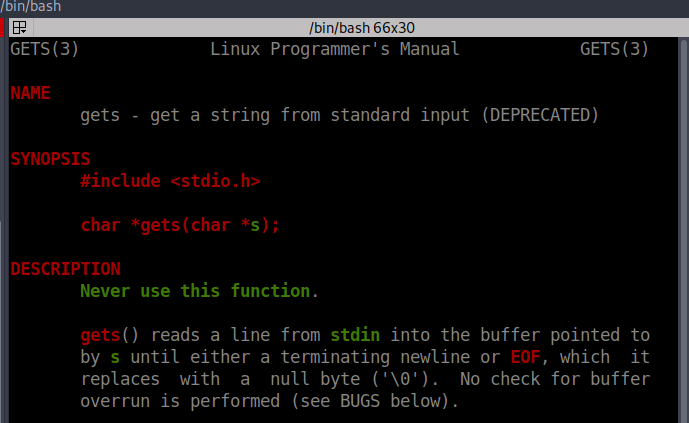 /bin/bash
/bin/bash 66x30
GETS(3) Linux Programmer's Manual GETS(3)
NAME
gets - get a string from standard input (DEPRECATED)
SYNOPSIS
#include <stdio.h>
char *gets(char *s);
DESCRIPTION
Never use this function.
gets() reads a line from stdin into the buffer pointed to
by s until either a terminating newline or EOF, which it
replaces with a null byte ('\0'). No check for buffer
overrun is performed (see BUGS below).